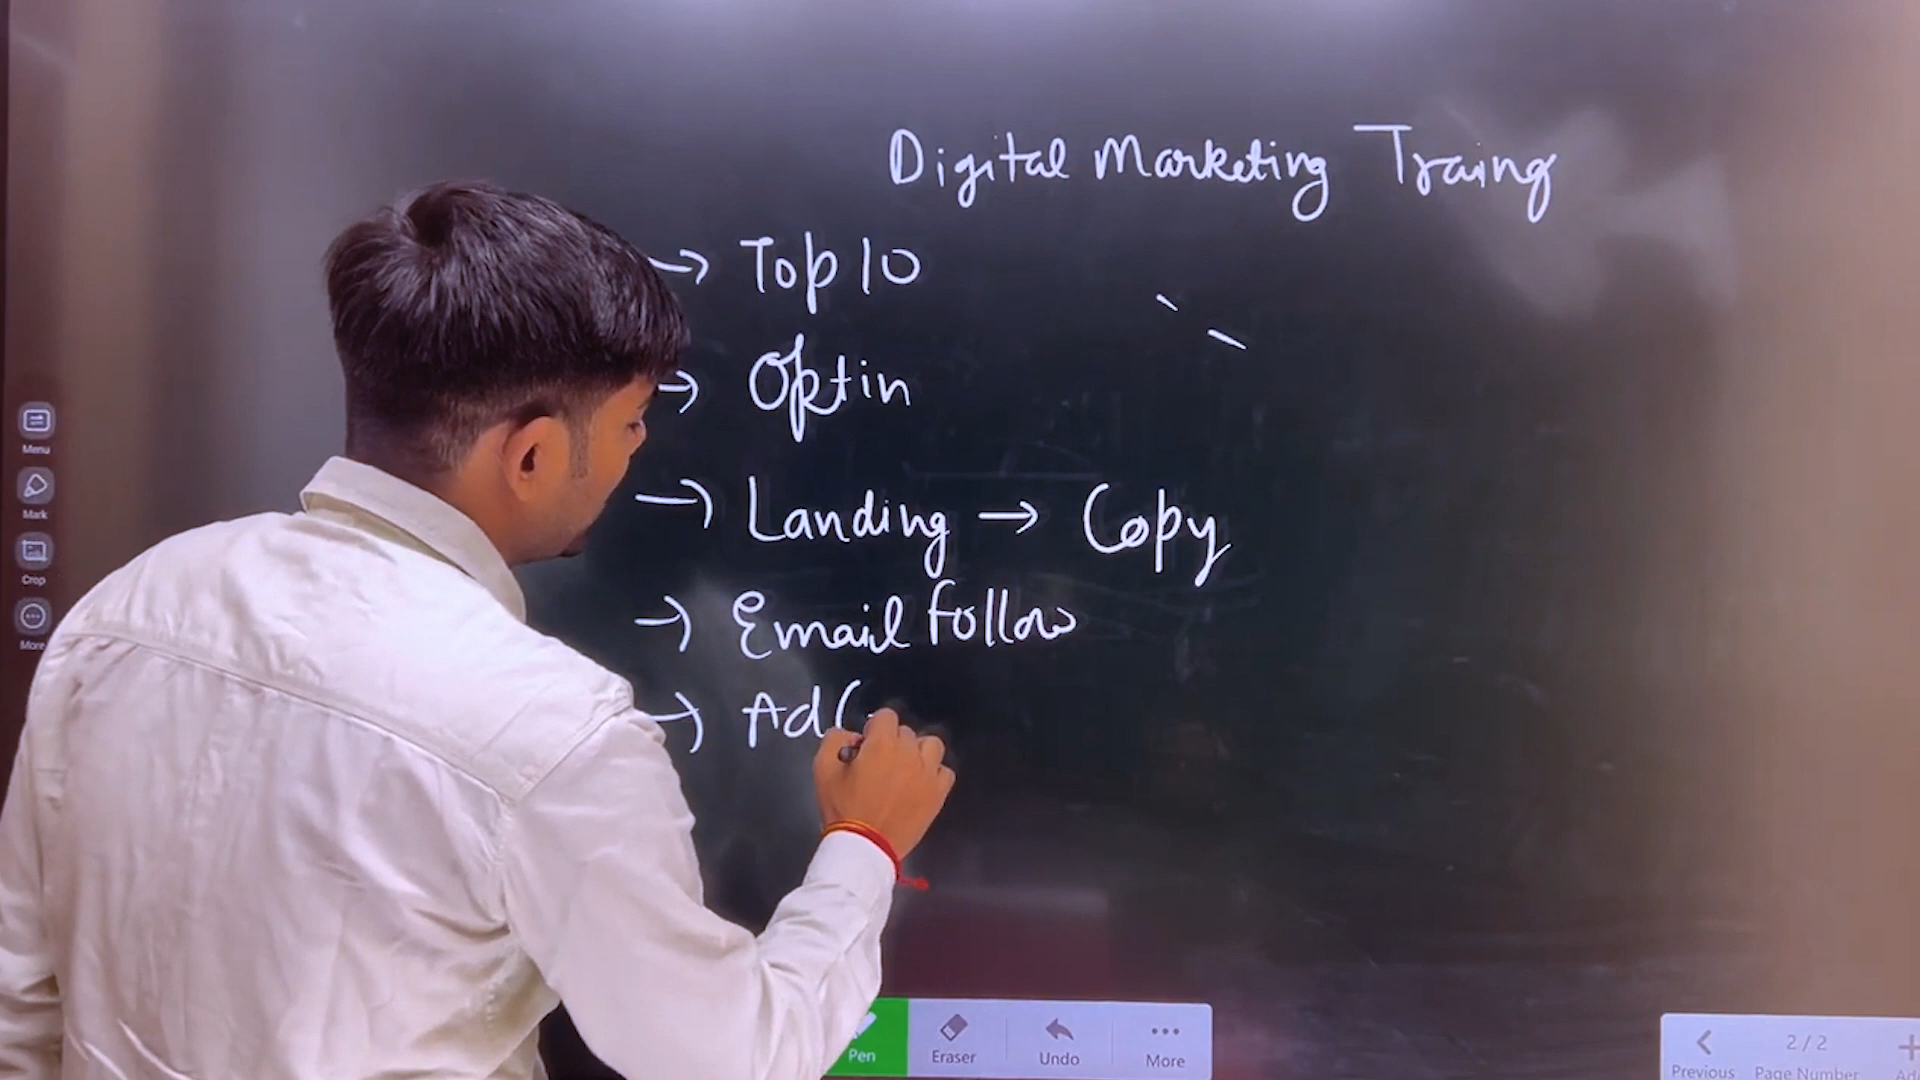 Digital Marketing Traing
→ Top 10
→ Optin
→ Landing → Copy
→ Email follow
→ Ad (
Menu
Mark
Crop
More
Pen
Eraser
Undo
More
2/2
Previous
Page Number